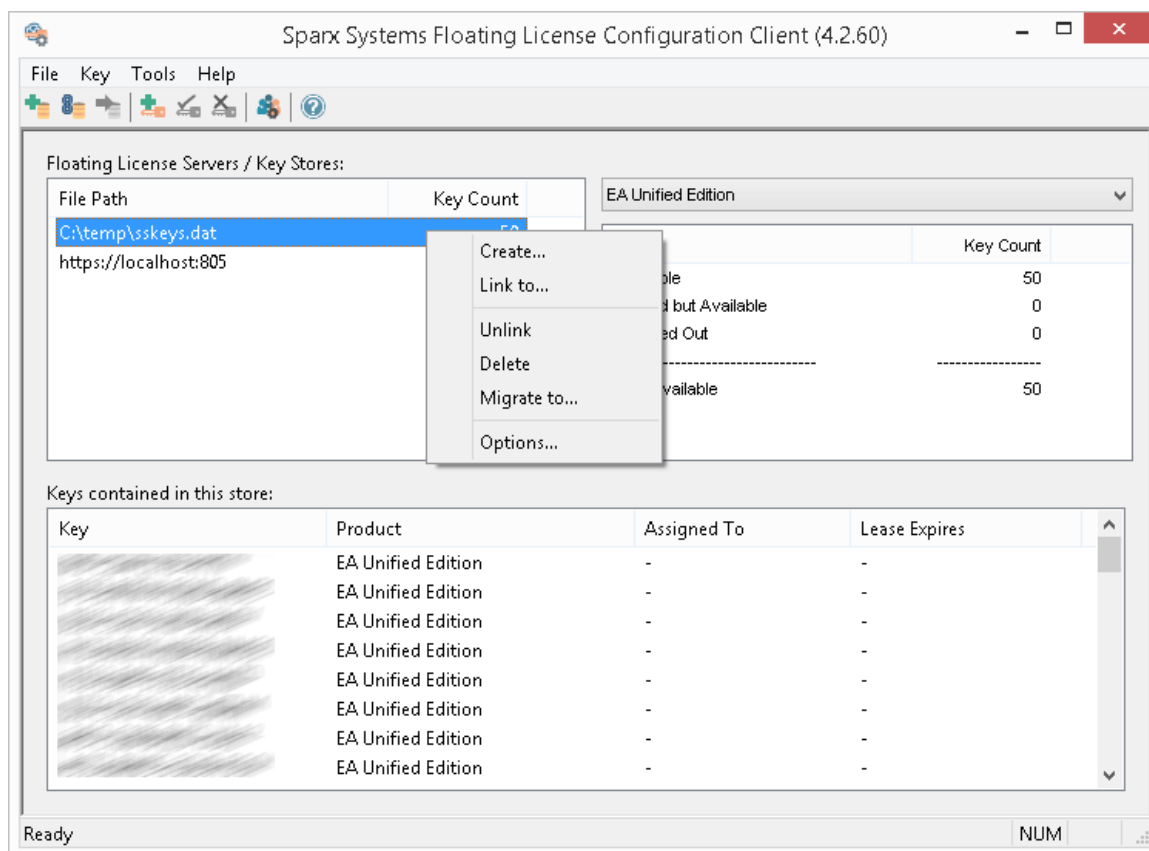 Sparx Systems Floating License Configuration Client (4.2.60)
File Key Tools Help
Floating License Servers / Key Stores:
File Path Key Count
C:\temp\sskeys.dat
https://localhost:805
Create...
Link to...
Unlink
Delete
Migrate to...
Options...
EA Unified Edition
Key Count
50
but Available 0
Out 0
-----------------
50
Keys contained in this store:
Key Product Assigned To Lease Expires
EA Unified Edition - -
EA Unified Edition - -
EA Unified Edition - -
EA Unified Edition - -
EA Unified Edition - -
EA Unified Edition - -
EA Unified Edition - -
EA Unified Edition - -
Ready NUM